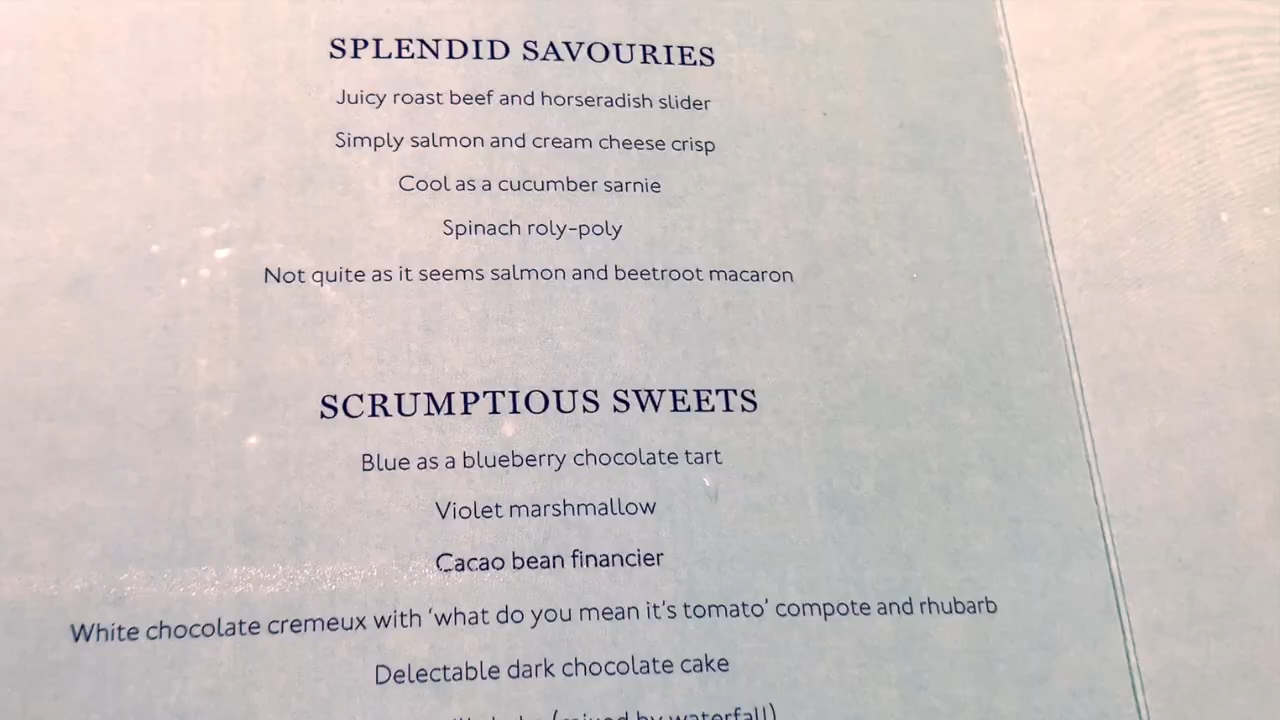 SPLENDID SAVOURIES
Juicy roast beef and horseradish slider
Simply salmon and cream cheese crisp
Cool as a cucumber sarnie
Spinach roly-poly
Not quite as it seems salmon and beetroot macaron
SCRUMPTIOUS SWEETS
Blue as a blueberry chocolate tart
Violet marshmallow
Cacao bean financier
White chocolate cremeux with ‘what do you mean it’s tomato’ compote and rhubarb
Delectable dark chocolate cake
(mixed by waterfall)